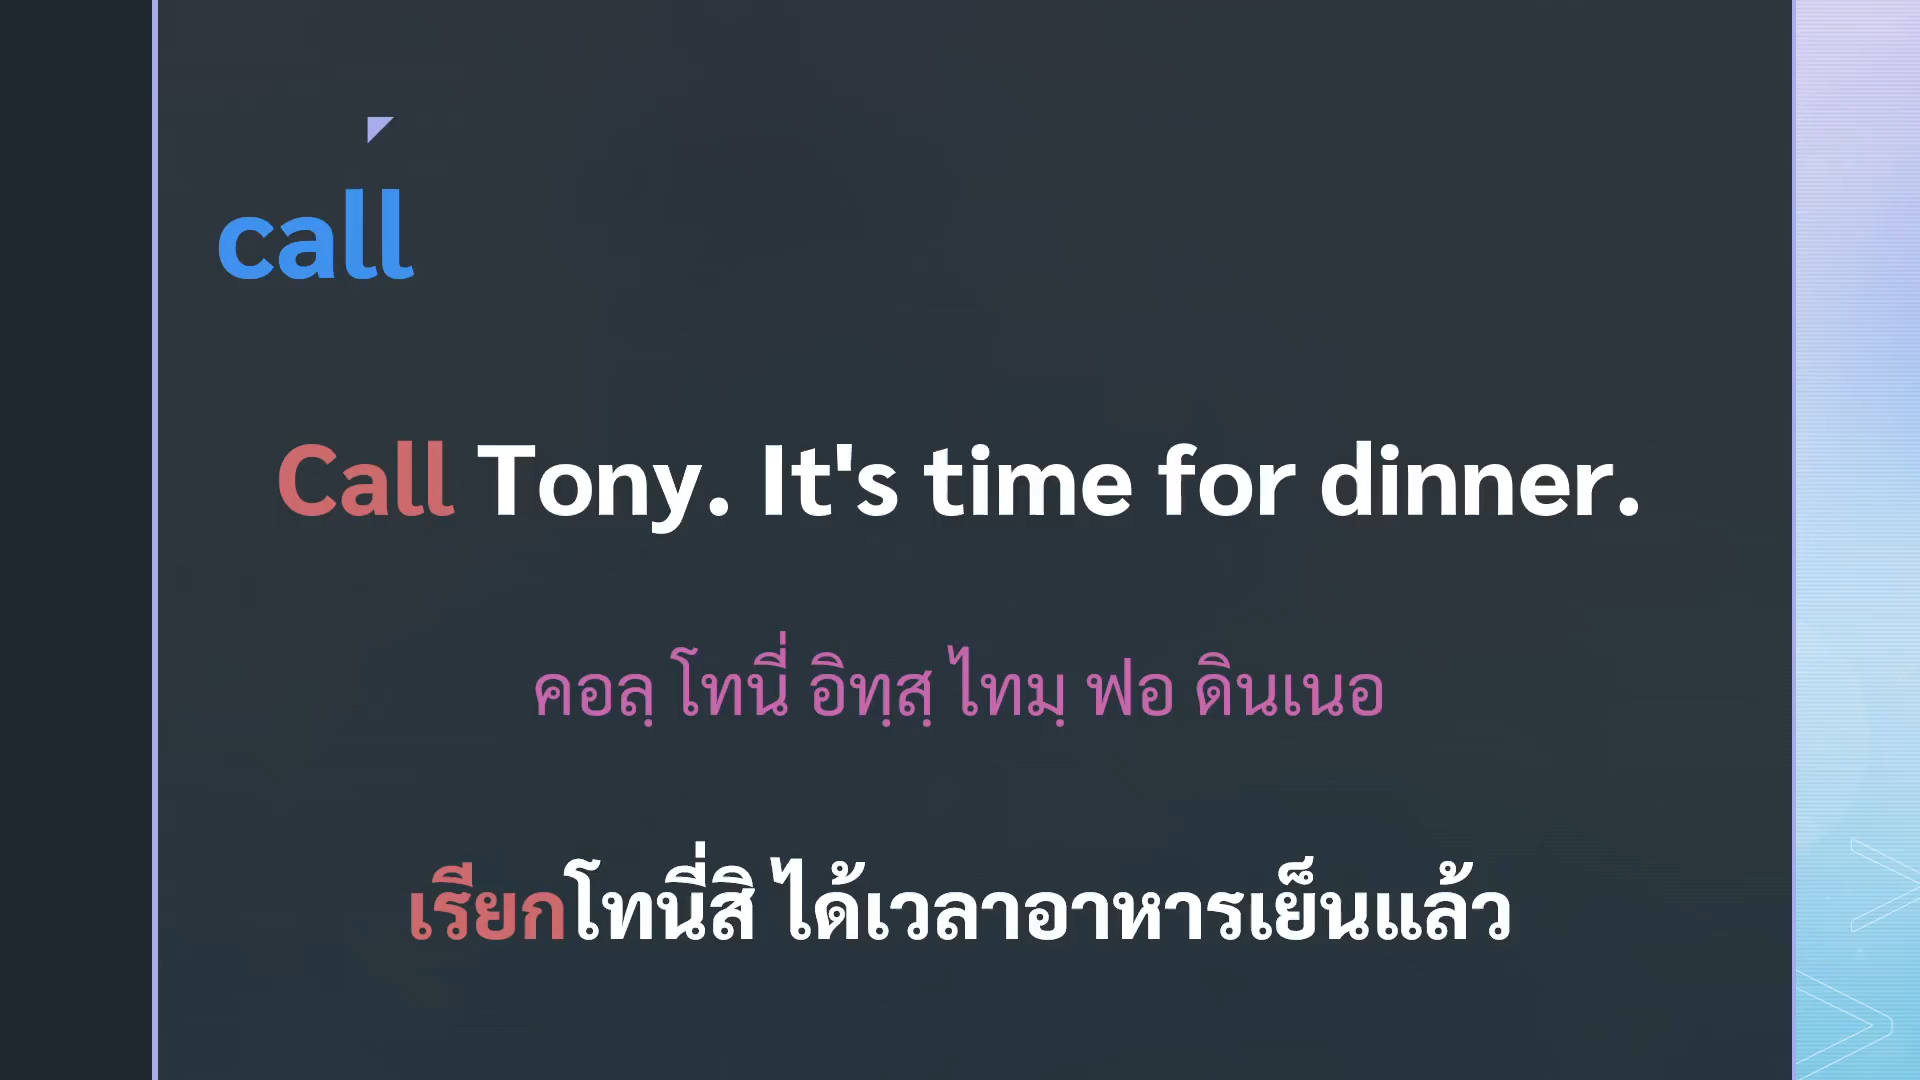 call
Call Tony. It's time for dinner.
คอลฺ โทนี่ อิทฺสฺ ไทมฺ ฟอ ดินเนอ
เรียกโทนี่สิ ได้เวลาอาหารเย็นแล้ว